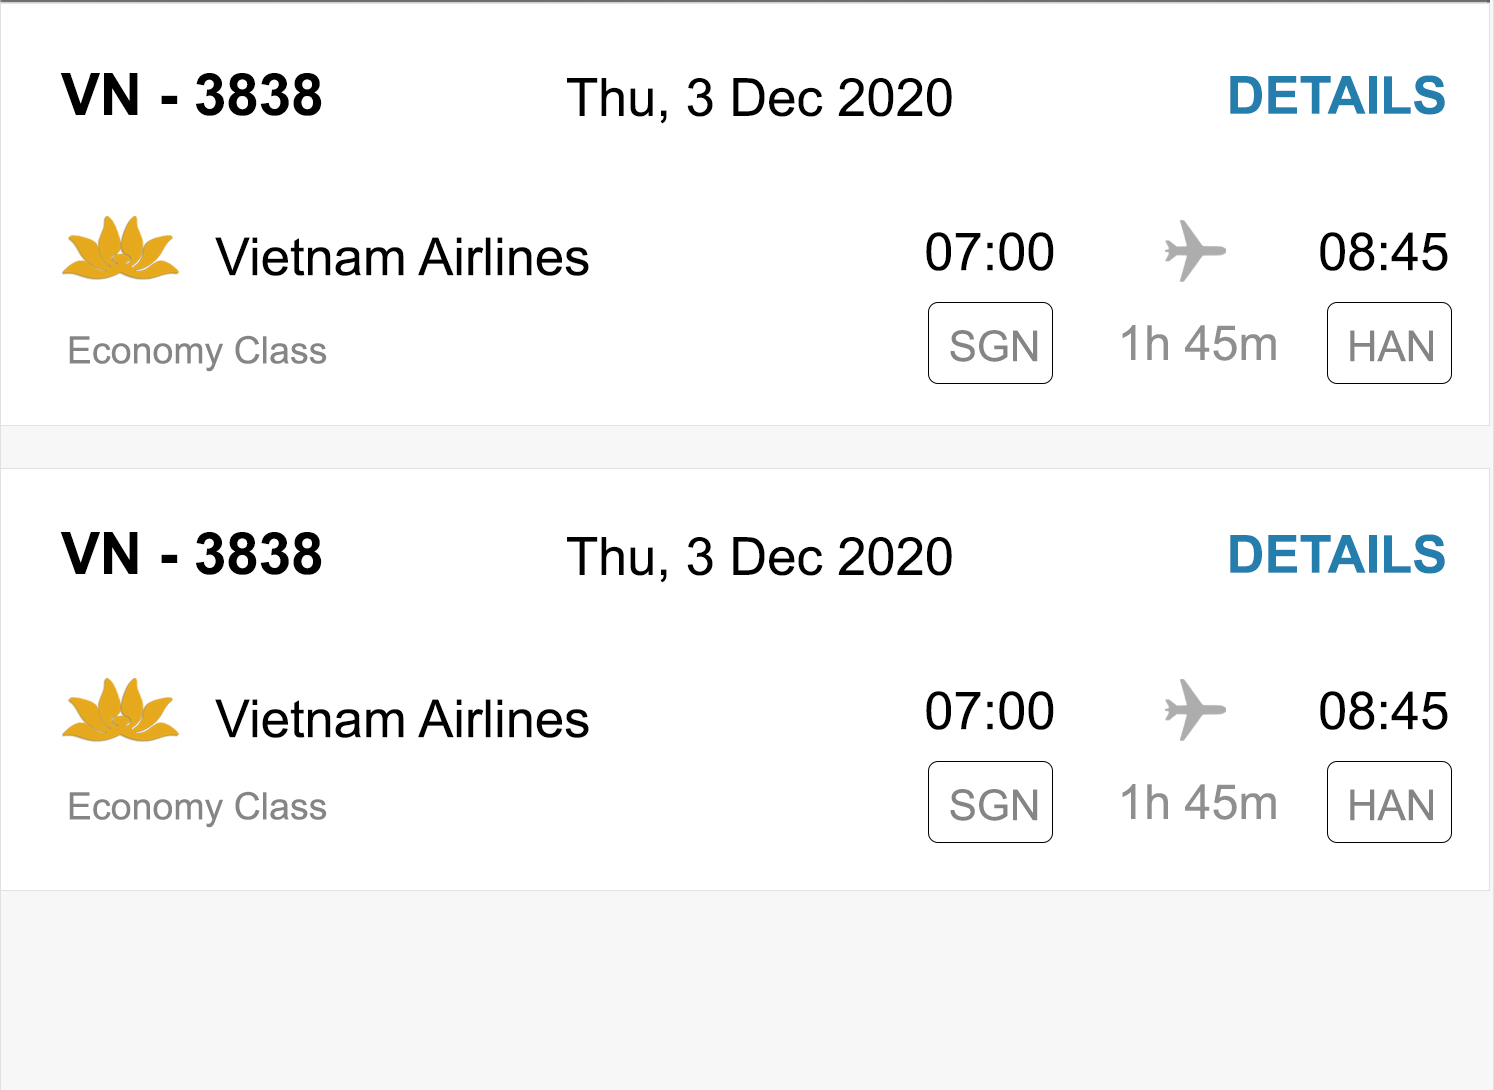 VN - 3838 Thu, 3 Dec 2020 DETAILS
Vietnam Airlines 07:00 08:45
Economy Class SGN 1h 45m HAN
VN - 3838 Thu, 3 Dec 2020 DETAILS
Vietnam Airlines 07:00 08:45
Economy Class SGN 1h 45m HAN